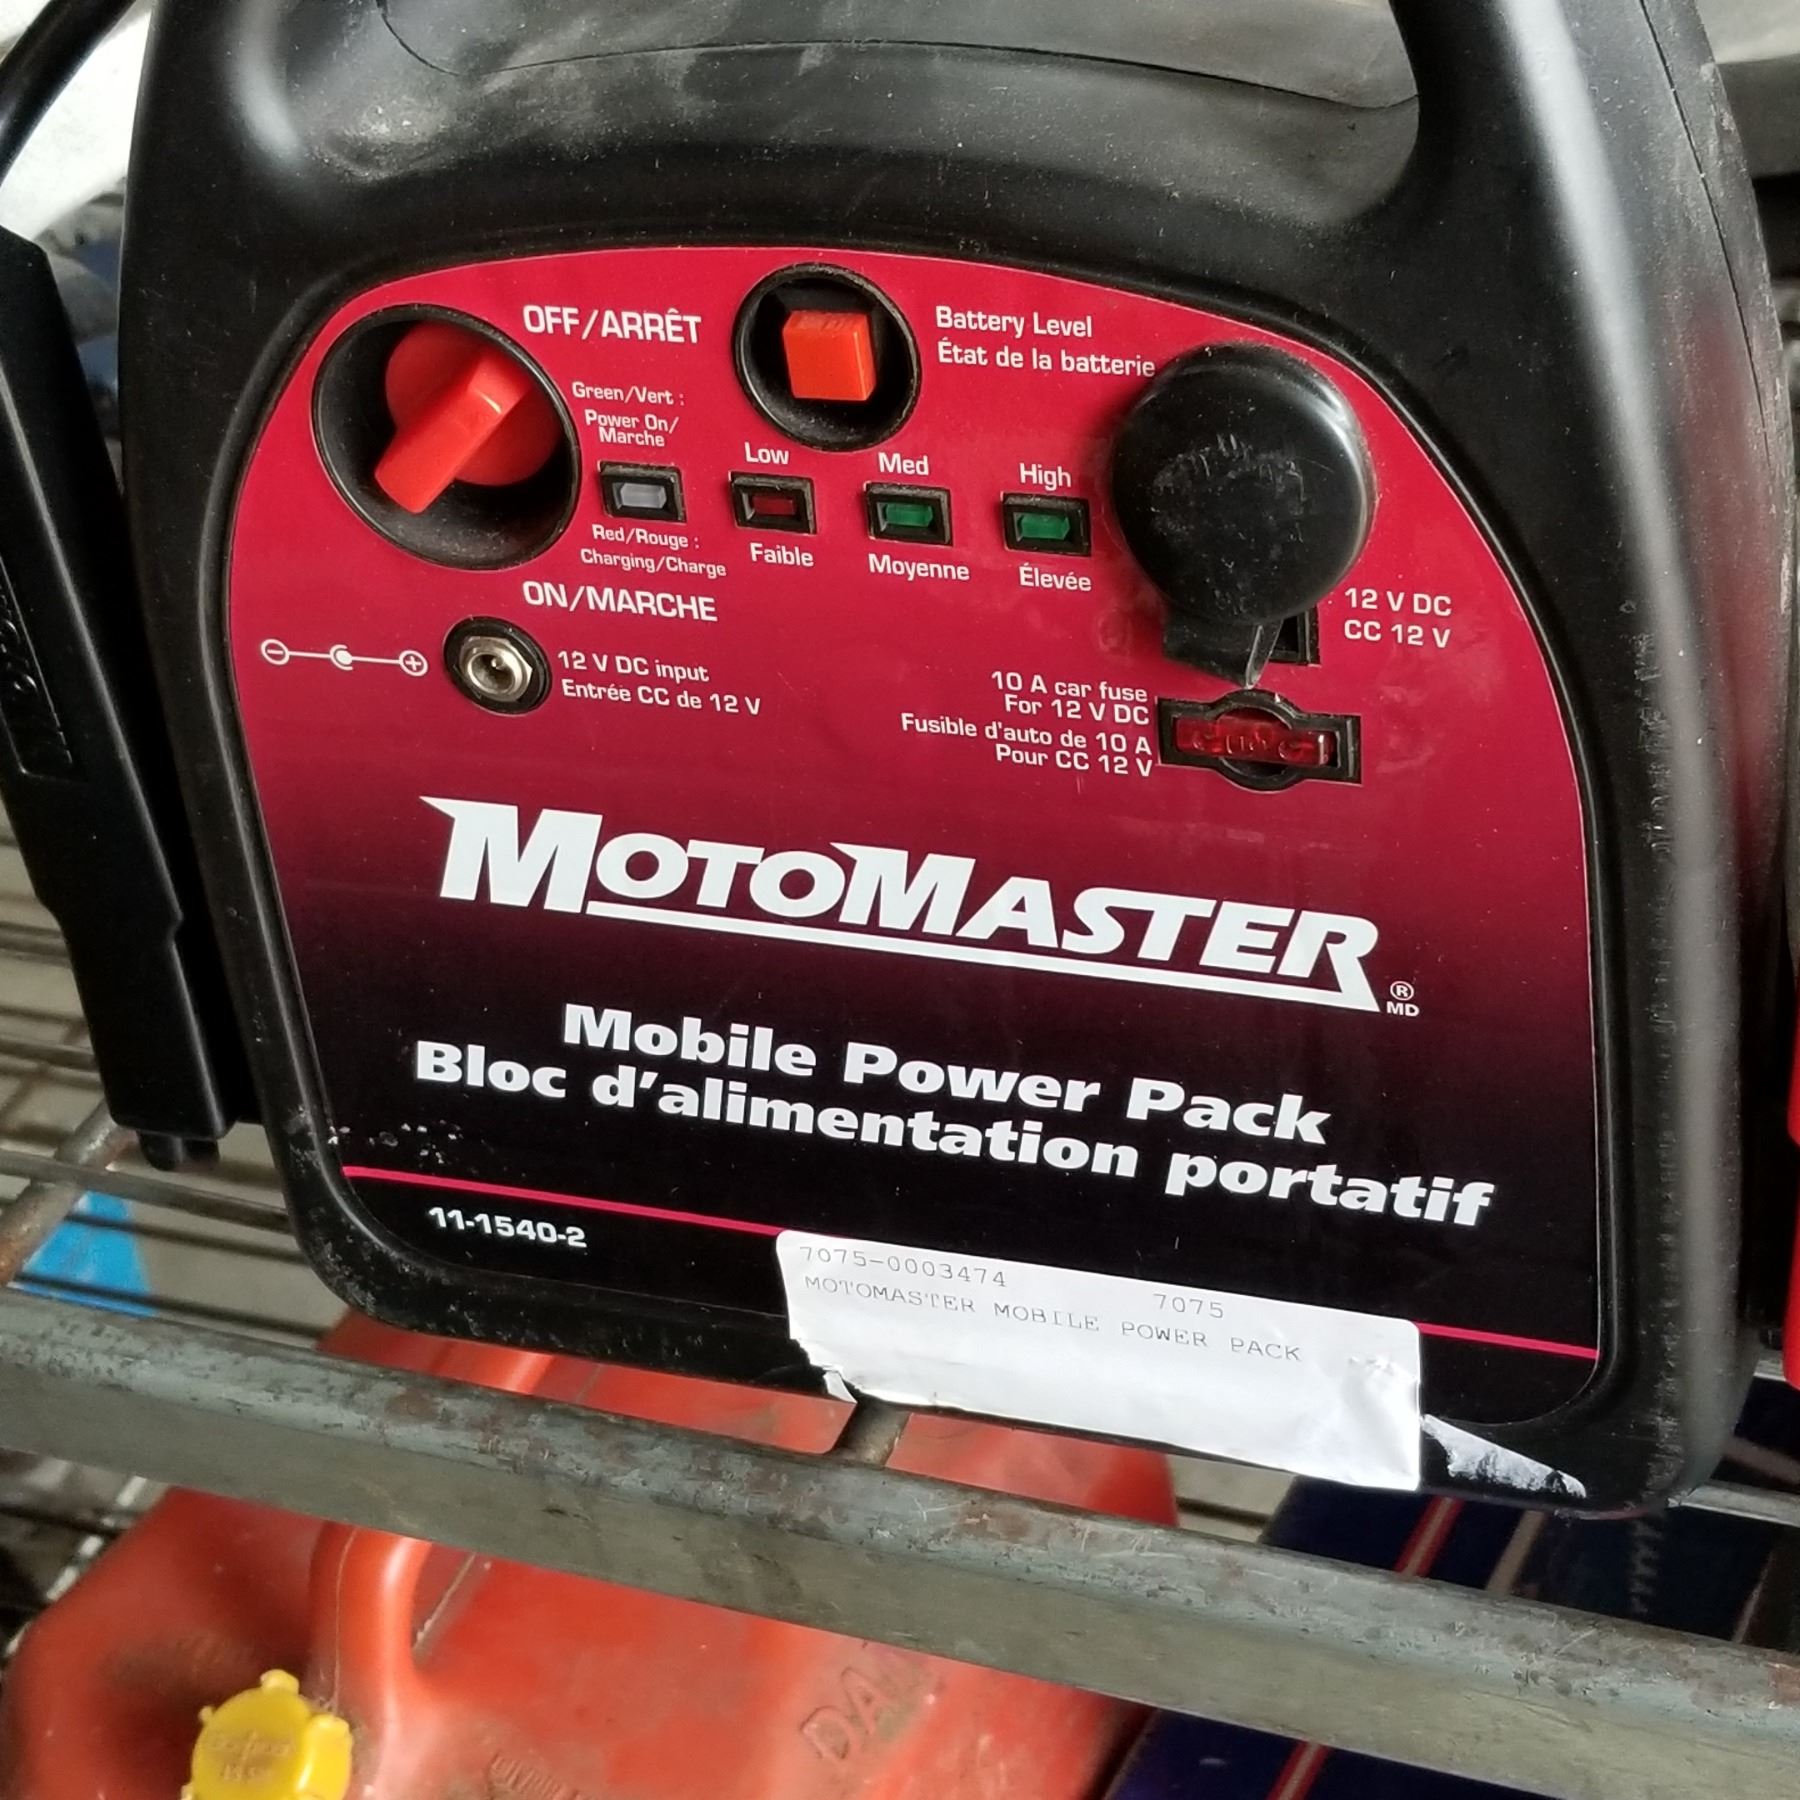 OFF/ARRÊT
Battery Level
État de la batterie
Green/Vert :
Power On/
Marche
Low
Med
High
Red/Rouge :
Charging/Charge
Faible
Moyenne
Élevée
ON/MARCHE
12 V DC
CC 12 V
12 V DC input
Entrée CC de 12 V
10 A car fuse
For 12 V DC
Fusible d'auto de 10 A
Pour CC 12 V
MOTOMASTER
®
MD
Mobile Power Pack
Bloc d'alimentation portatif
11-1540-2
7075-0003474
7075
MOTOMASTER MOBILE POWER PACK